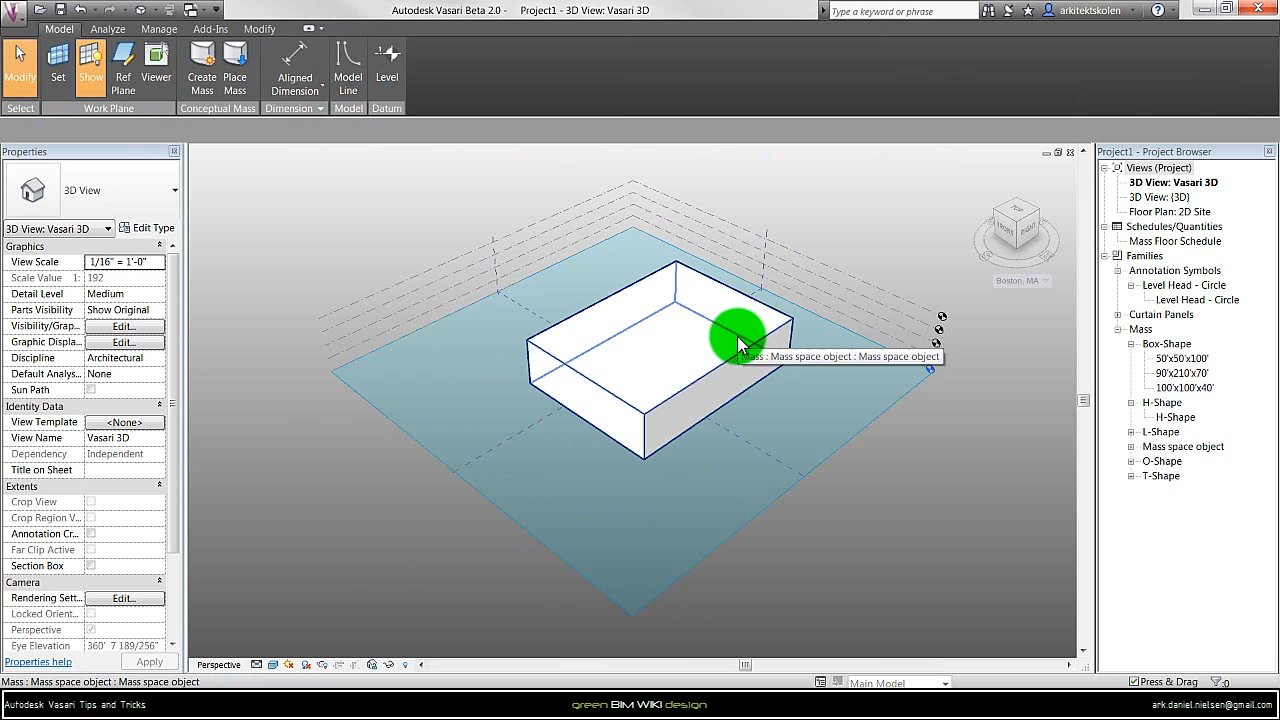 Autodesk Vasari Beta 2.0 - Project1 - 3D View: Vasari 3D
Type a keyword or phrase
arkitektskolen
Model Analyze Manage Add-Ins Modify
Modify Set Show Ref Plane Viewer Create Mass Place Mass Aligned Dimension Model Line Level
Select Work Plane Conceptual Mass Dimension Model Datum
Properties
3D View
3D View: Vasari 3D Edit Type
Graphics
View Scale 1/16" = 1'-0"
Scale Value 1: 192
Detail Level Medium
Parts Visibility Show Original
Visibility/Grap... Edit...
Graphic Displa... Edit...
Discipline Architectural
Default Analys... None
Sun Path
Identity Data
View Template <None>
View Name Vasari 3D
Dependency Independent
Title on Sheet
Extents
Crop View
Crop Region V...
Annotation Cr...
Far Clip Active
Section Box
Camera
Rendering Sett... Edit...
Locked Orient...
Perspective
Eye Elevation 360' 7 189/256"
Properties help Apply
TOP
FRONT RIGHT
Boston, MA
Mass : Mass space object : Mass space object
Perspective
Project1 - Project Browser
Views (Project)
3D View: Vasari 3D
3D View: {3D}
Floor Plan: 2D Site
Schedules/Quantities
Mass Floor Schedule
Families
Annotation Symbols
Level Head - Circle
Level Head - Circle
Curtain Panels
Mass
Box-Shape
50'x50'x100'
90'x210'x70'
100'x100'x40'
H-Shape
H-Shape
L-Shape
Mass space object
O-Shape
T-Shape
Mass : Mass space object : Mass space object
Main Model
Press & Drag
:0
Autodesk Vasari Tips and Tricks
green BIM WIKI design
ark.daniel.nielsen@gmail.com